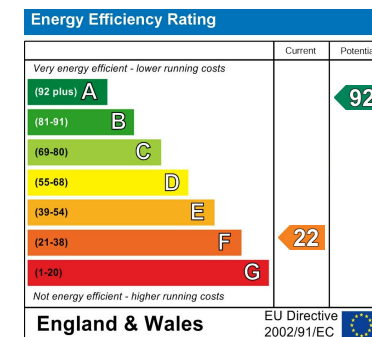 Energy Efficiency Rating
Current Potentia
Very energy efficient - lower running costs
(92 plus) A
92
(81-91) B
(69-80) C
(55-68) D
(39-54) E
(21-38) F
22
(1-20) G
Not energy efficient - higher running costs
England & Wales
EU Directive
2002/91/EC